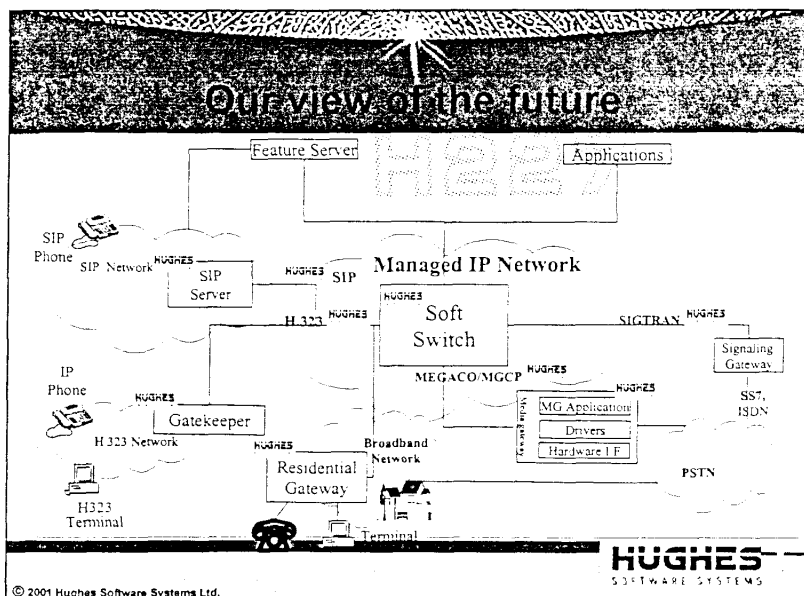 Our view of the future
Feature Server
HUGHES
Applications
SIP
Phone
SIP Network
HUGHES
SIP
Server
HUGHES
SIP
Managed IP Network
HUGHES
Soft
Switch
H.323
HUGHES
SIGTRAN
HUGHES
Signaling
Gateway
SS7,
ISDN
MEGACO/MGCP
HUGHES
HUGHES
Media gateway
MG Application
Drivers
Hardware I/F
IP
Phone
HUGHES
Gatekeeper
H 323 Network
HUGHES
Residential
Gateway
Broadband
Network
PSTN
H323
Terminal
Terminal
HUGHES
SOFTWARE SYSTEMS
© 2001 Hughes Software Systems Ltd.